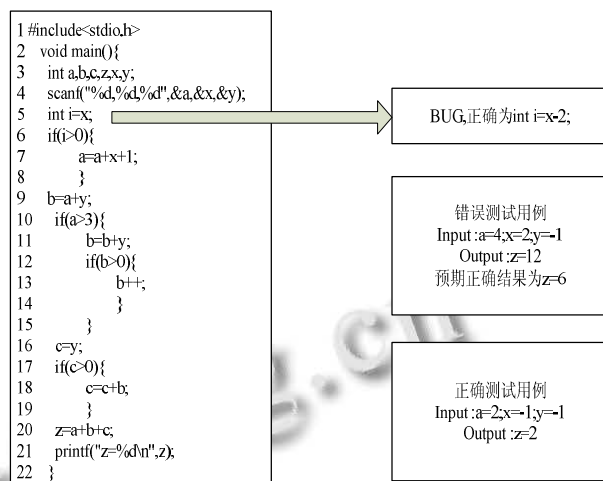 1 #include<stdio.h>
2 void main(){
3 int a,b,c,z,x,y;
4 scanf("%d,%d,%d",&a,&x,&y);
5 int i=x;
6 if(i>0){
7 a=a+x+1;
8 }
9 b=a+y;
10 if(a>3){
11 b=b+y;
12 if(b>0){
13 b++;
14 }
15 }
16 c=y;
17 if(c>0){
18 c=c+b;
19 }
20 z=a+b+c;
21 printf("z=%d\n",z);
22 }
BUG,正确为int i=x-2;
错误测试用例
Input:a=4;x=2;y=-1
Output:z=12
预期正确结果为z=6
正确测试用例
Input:a=2;x=-1;y=-1
Output:z=2